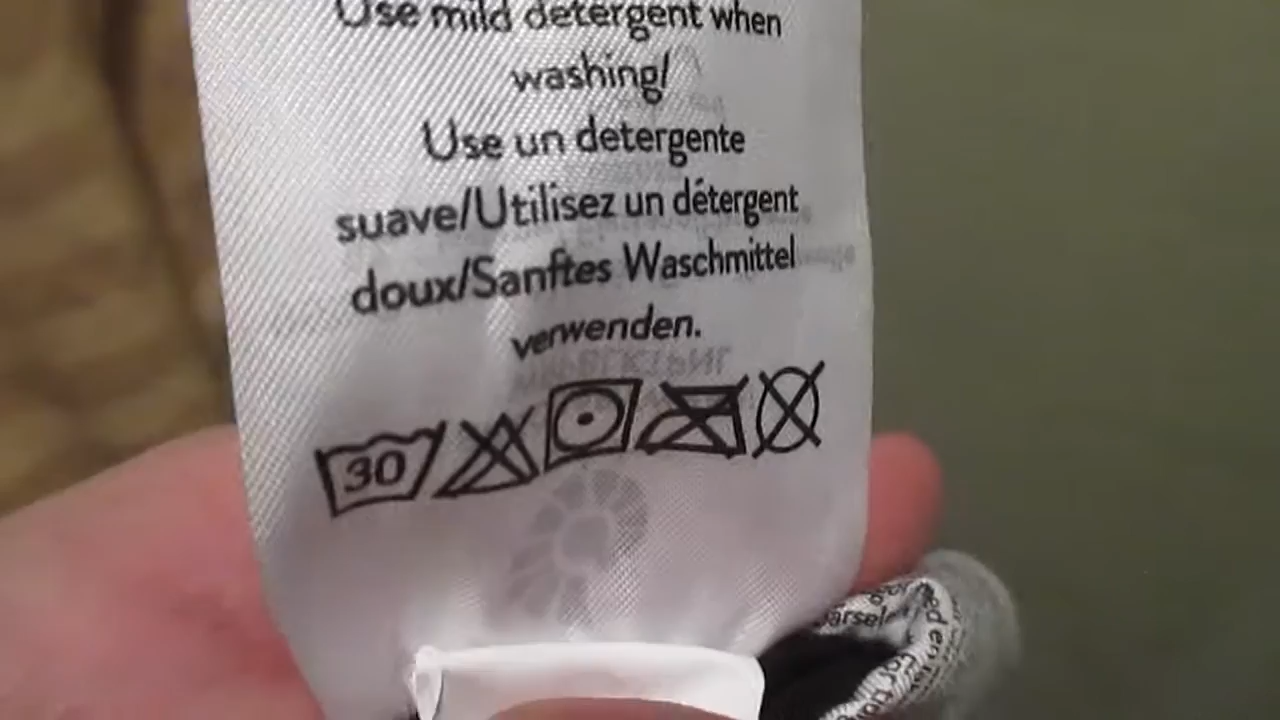 Use mild detergent when
washing/
Use un detergente
suave/Utilisez un détergent
doux/Sanftes Waschmittel
verwenden.
30